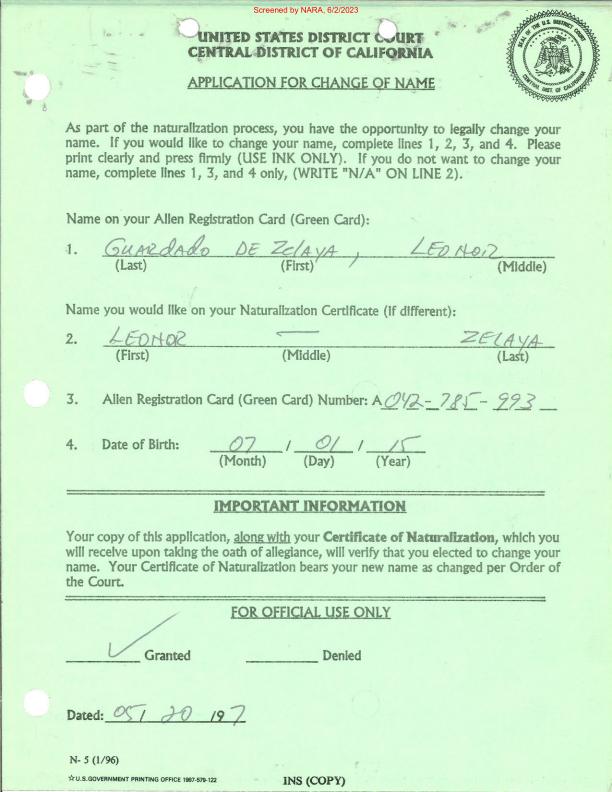 Screened by NARA, 6/2/2023
UNITED STATES DISTRICT COURT
CENTRAL DISTRICT OF CALIFORNIA
SEAL OF THE U.S. DISTRICT COURT
CENTRAL DIST. OF CALIFORNIA
APPLICATION FOR CHANGE OF NAME
As part of the naturalization process, you have the opportunity to legally change your
name. If you would like to change your name, complete lines 1, 2, 3, and 4. Please
print clearly and press firmly (USE INK ONLY). If you do not want to change your
name, complete lines 1, 3, and 4 only, (WRITE "N/A" ON LINE 2).
Name on your Alien Registration Card (Green Card):
1. GUARDADO DE ZELAYA, LEONOR
(Last) (First) (Middle)
Name you would like on your Naturalization Certificate (if different):
2. LEONOR — ZELAYA
(First) (Middle) (Last)
3. Alien Registration Card (Green Card) Number: A 042-785-993
4. Date of Birth: 07 / 01 / 15
(Month) (Day) (Year)
IMPORTANT INFORMATION
Your copy of this application, along with your Certificate of Naturalization, which you
will receive upon taking the oath of allegiance, will verify that you elected to change your
name. Your Certificate of Naturalization bears your new name as changed per Order of
the Court.
FOR OFFICIAL USE ONLY
✓ Granted Denied
Dated: 05/ 20 197
N- 5 (1/96)
☆U.S. GOVERNMENT PRINTING OFFICE 1997-579-122
INS (COPY)